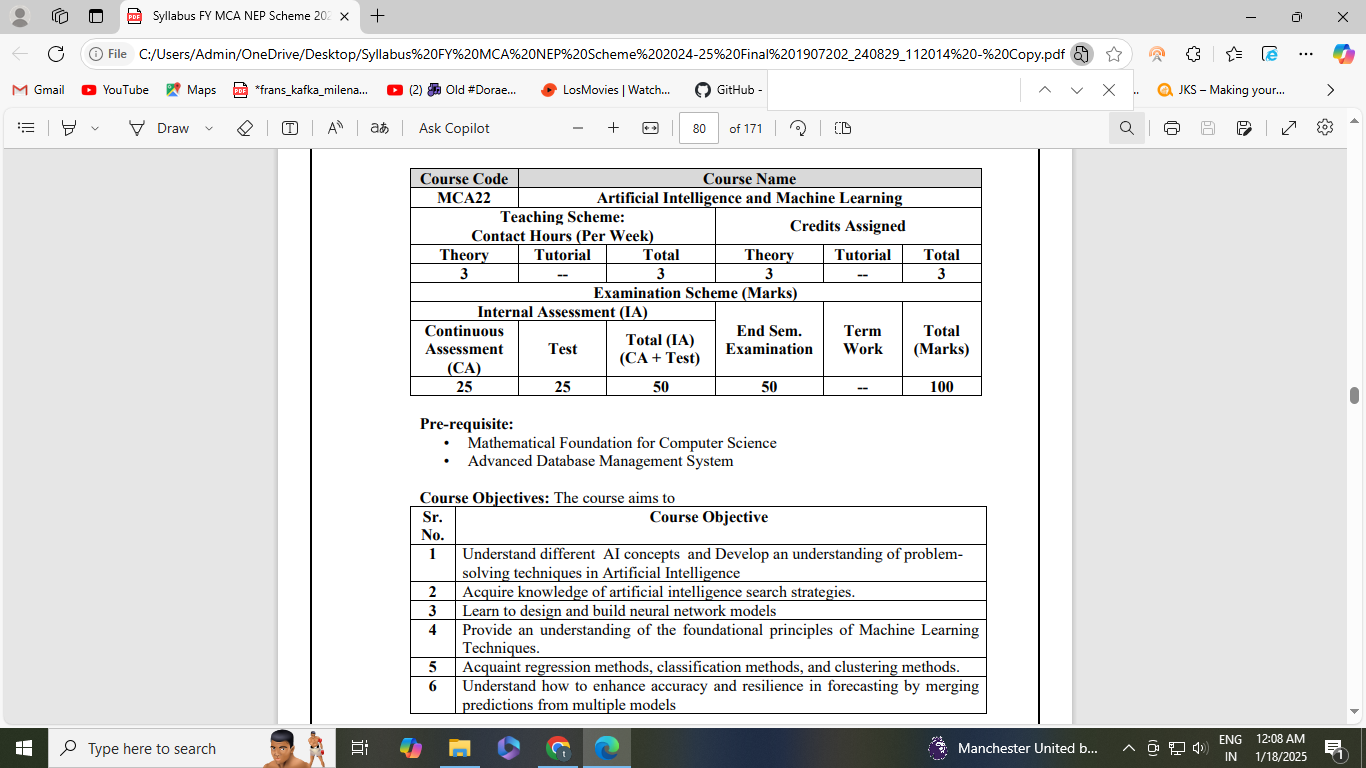 Syllabus FY MCA NEP Scheme 202
File
C:/Users/Admin/OneDrive/Desktop/Syllabus%20FY%20MCA%20NEP%20Scheme%202024-25%20Final%201907202_240829_112014%20-%20Copy.pdf
Gmail YouTube Maps *frans_kafka_milena... (2) Old #Dorae... LosMovies | Watch... GitHub - JKS – Making your...
Draw
Ask Copilot
80 of 171
Course Code Course Name
MCA22 Artificial Intelligence and Machine Learning
Teaching Scheme:
Contact Hours (Per Week)
Credits Assigned
Theory Tutorial Total Theory Tutorial Total
3 -- 3 3 -- 3
Examination Scheme (Marks)
Internal Assessment (IA)
Continuous
Assessment
(CA)
Test
Total (IA)
(CA + Test)
End Sem.
Examination
Term
Work
Total
(Marks)
25 25 50 50 -- 100
Pre-requisite:
• Mathematical Foundation for Computer Science
• Advanced Database Management System
Course Objectives: The course aims to
Sr.
No.
Course Objective
1 Understand different AI concepts and Develop an understanding of problem-
solving techniques in Artificial Intelligence
2 Acquire knowledge of artificial intelligence search strategies.
3 Learn to design and build neural network models
4 Provide an understanding of the foundational principles of Machine Learning
Techniques.
5 Acquaint regression methods, classification methods, and clustering methods.
6 Understand how to enhance accuracy and resilience in forecasting by merging
predictions from multiple models
Type here to search
Manchester United b...
ENG
IN
12:08 AM
1/18/2025
1